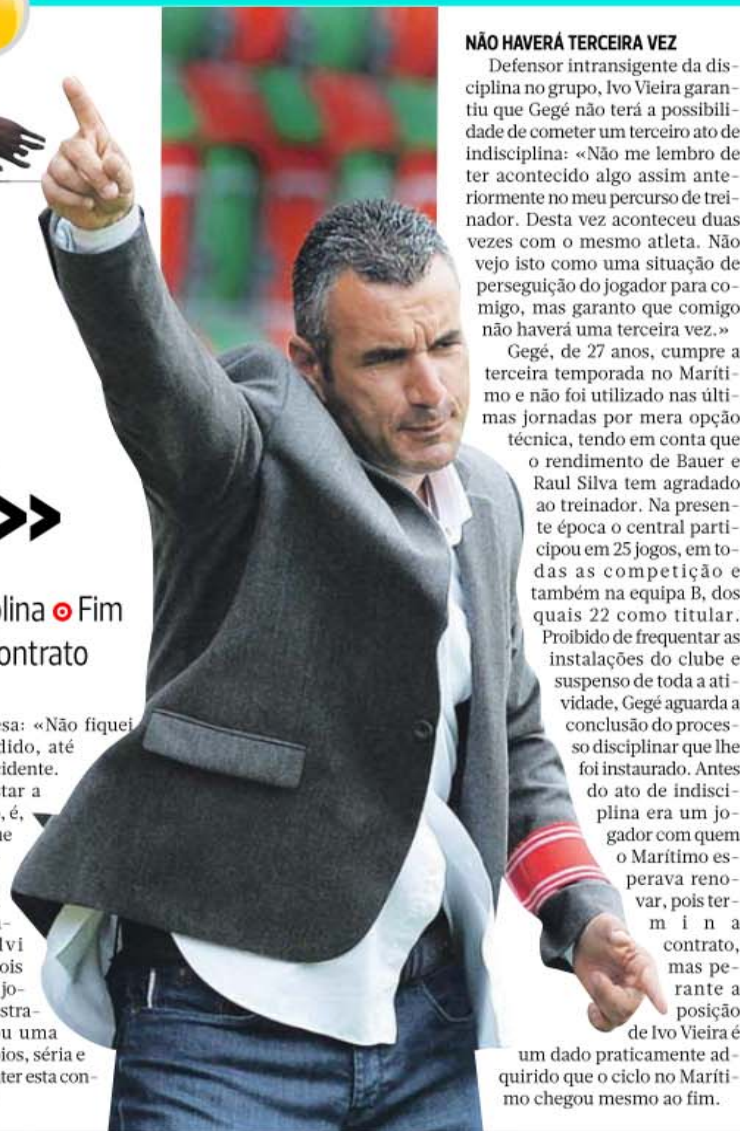 »
lina Fim
ontrato
esa: «Não fiquei
dido, até
cidente.
tar a
, é,
ne
-
lvi
ois
jo-
stra-
u uma
ios, séria e
ter esta con-
NÃO HAVERÁ TERCEIRA VEZ
Defensor intransigente da dis-
ciplina no grupo, Ivo Vieira garan-
tiu que Gegé não terá a possibili-
dade de cometer um terceiro ato de
indisciplina: «Não me lembro de
ter acontecido algo assim ante-
riormente no meu percurso de trei-
nador. Desta vez aconteceu duas
vezes com o mesmo atleta. Não
vejo isto como uma situação de
perseguição do jogador para co-
migo, mas garanto que comigo
não haverá uma terceira vez.»
Gegé, de 27 anos, cumpre a
terceira temporada no Maríti-
mo e não foi utilizado nas últi-
mas jornadas por mera opção
técnica, tendo em conta que
o rendimento de Bauer e
Raul Silva tem agradado
ao treinador. Na presen-
te época o central parti-
cipou em 25 jogos, em to-
das as competição e
também na equipa B, dos
quais 22 como titular.
Proibido de frequentar as
instalações do clube e
suspenso de toda a ati-
vidade, Gegé aguarda a
conclusão do proces-
so disciplinar que lhe
foi instaurado. Antes
do ato de indisci-
plina era um jo-
gador com quem
o Marítimo es-
perava reno-
var, pois ter-
mina
contrato,
mas pe-
rante a
posição
de Ivo Vieira é
um dado praticamente ad-
quirido que o ciclo no Maríti-
mo chegou mesmo ao fim.